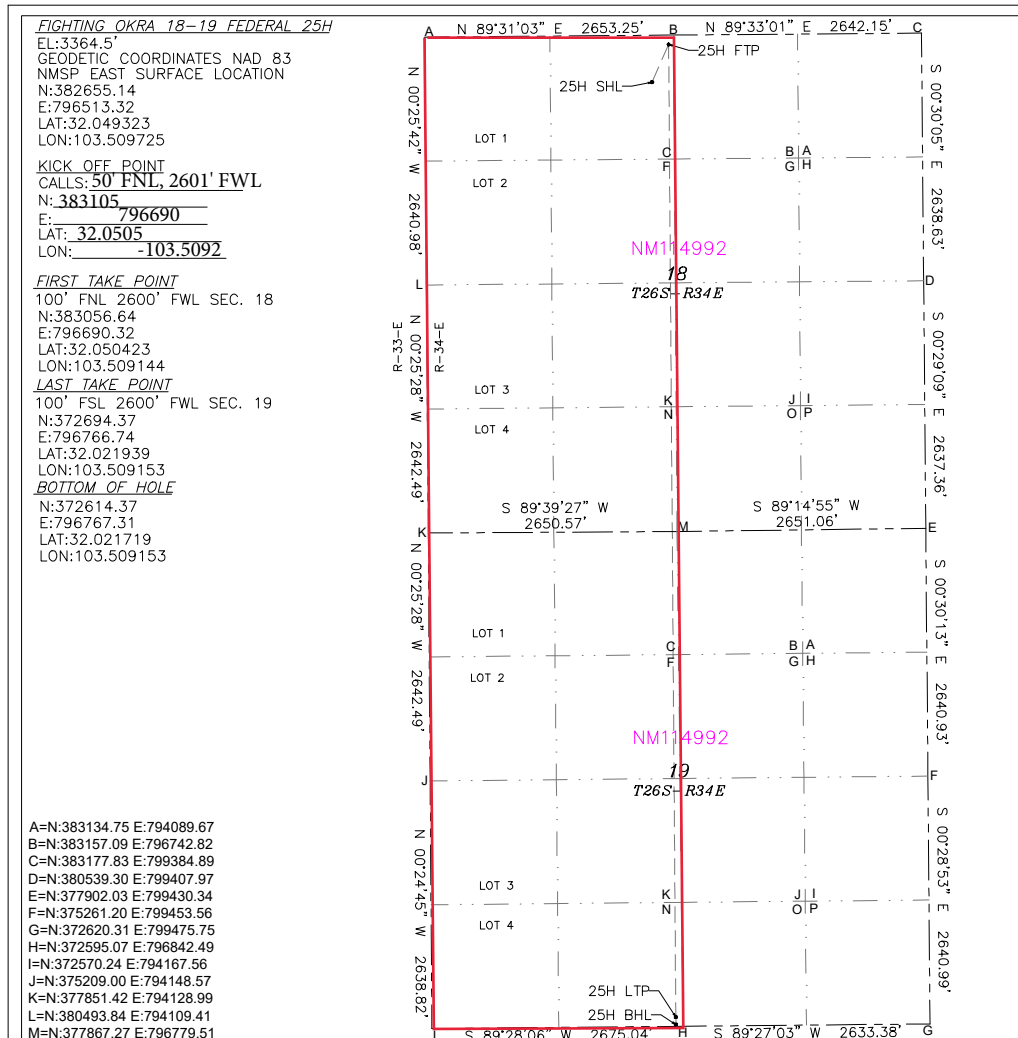 FIGHTING OKRA 18-19 FEDERAL 25H
EL:3364.5'
GEODETIC COORDINATES NAD 83
NMSP EAST SURFACE LOCATION
N:382655.14
E:796513.32
LAT:32.049323
LON:103.509725
KICK OFF POINT
CALLS: 50' FNL, 2601' FWL
N: 383105
E: 796690
LAT: 32.0505
LON: -103.5092
FIRST TAKE POINT
100' FNL 2600' FWL SEC. 18
N:383056.64
E:796690.32
LAT:32.050423
LON:103.509144
LAST TAKE POINT
100' FSL 2600' FWL SEC. 19
N:372694.37
E:796766.74
LAT:32.021939
LON:103.509153
BOTTOM OF HOLE
N:372614.37
E:796767.31
LAT:32.021719
LON:103.509153
A=N:383134.75 E:794089.67
B=N:383157.09 E:796742.82
C=N:383177.83 E:799384.89
D=N:380539.30 E:799407.97
E=N:377902.03 E:799430.34
F=N:375261.20 E:799453.56
G=N:372620.31 E:799475.75
H=N:372595.07 E:796842.49
I=N:372570.24 E:794167.56
J=N:375209.00 E:794148.57
K=N:377851.42 E:794128.99
L=N:380493.84 E:794109.41
M=N:377867.27 E:796779.51
A N 89°31'03" E 2653.25' B N 89°33'01" E 2642.15' C
25H FTP
25H SHL
N 00°25'42" W 2640.98'
S 00°30'05" E 2638.63'
LOT 1
C B A
F G H
LOT 2
NM114992
L 18 D
T26S-R34E
R-33-E
R-34-E
N 00°25'28" W 2642.49'
S 00°29'09" E 2637.36'
LOT 3
K J I
N O P
LOT 4
S 89°39'27" W S 89°14'55" W
2650.57' 2651.06'
K M E
N 00°25'28" W 2642.49'
S 00°30'13" E 2640.93'
LOT 1
C B A
F G H
LOT 2
NM114992
J 19 F
T26S-R34E
N 00°24'45" W 2638.82'
S 00°28'53" E 2640.99'
LOT 3
K J I
N O P
LOT 4
25H LTP
25H BHL
I S 89°28'06" W 2675.04' H S 89°27'03" W 2633.38' G